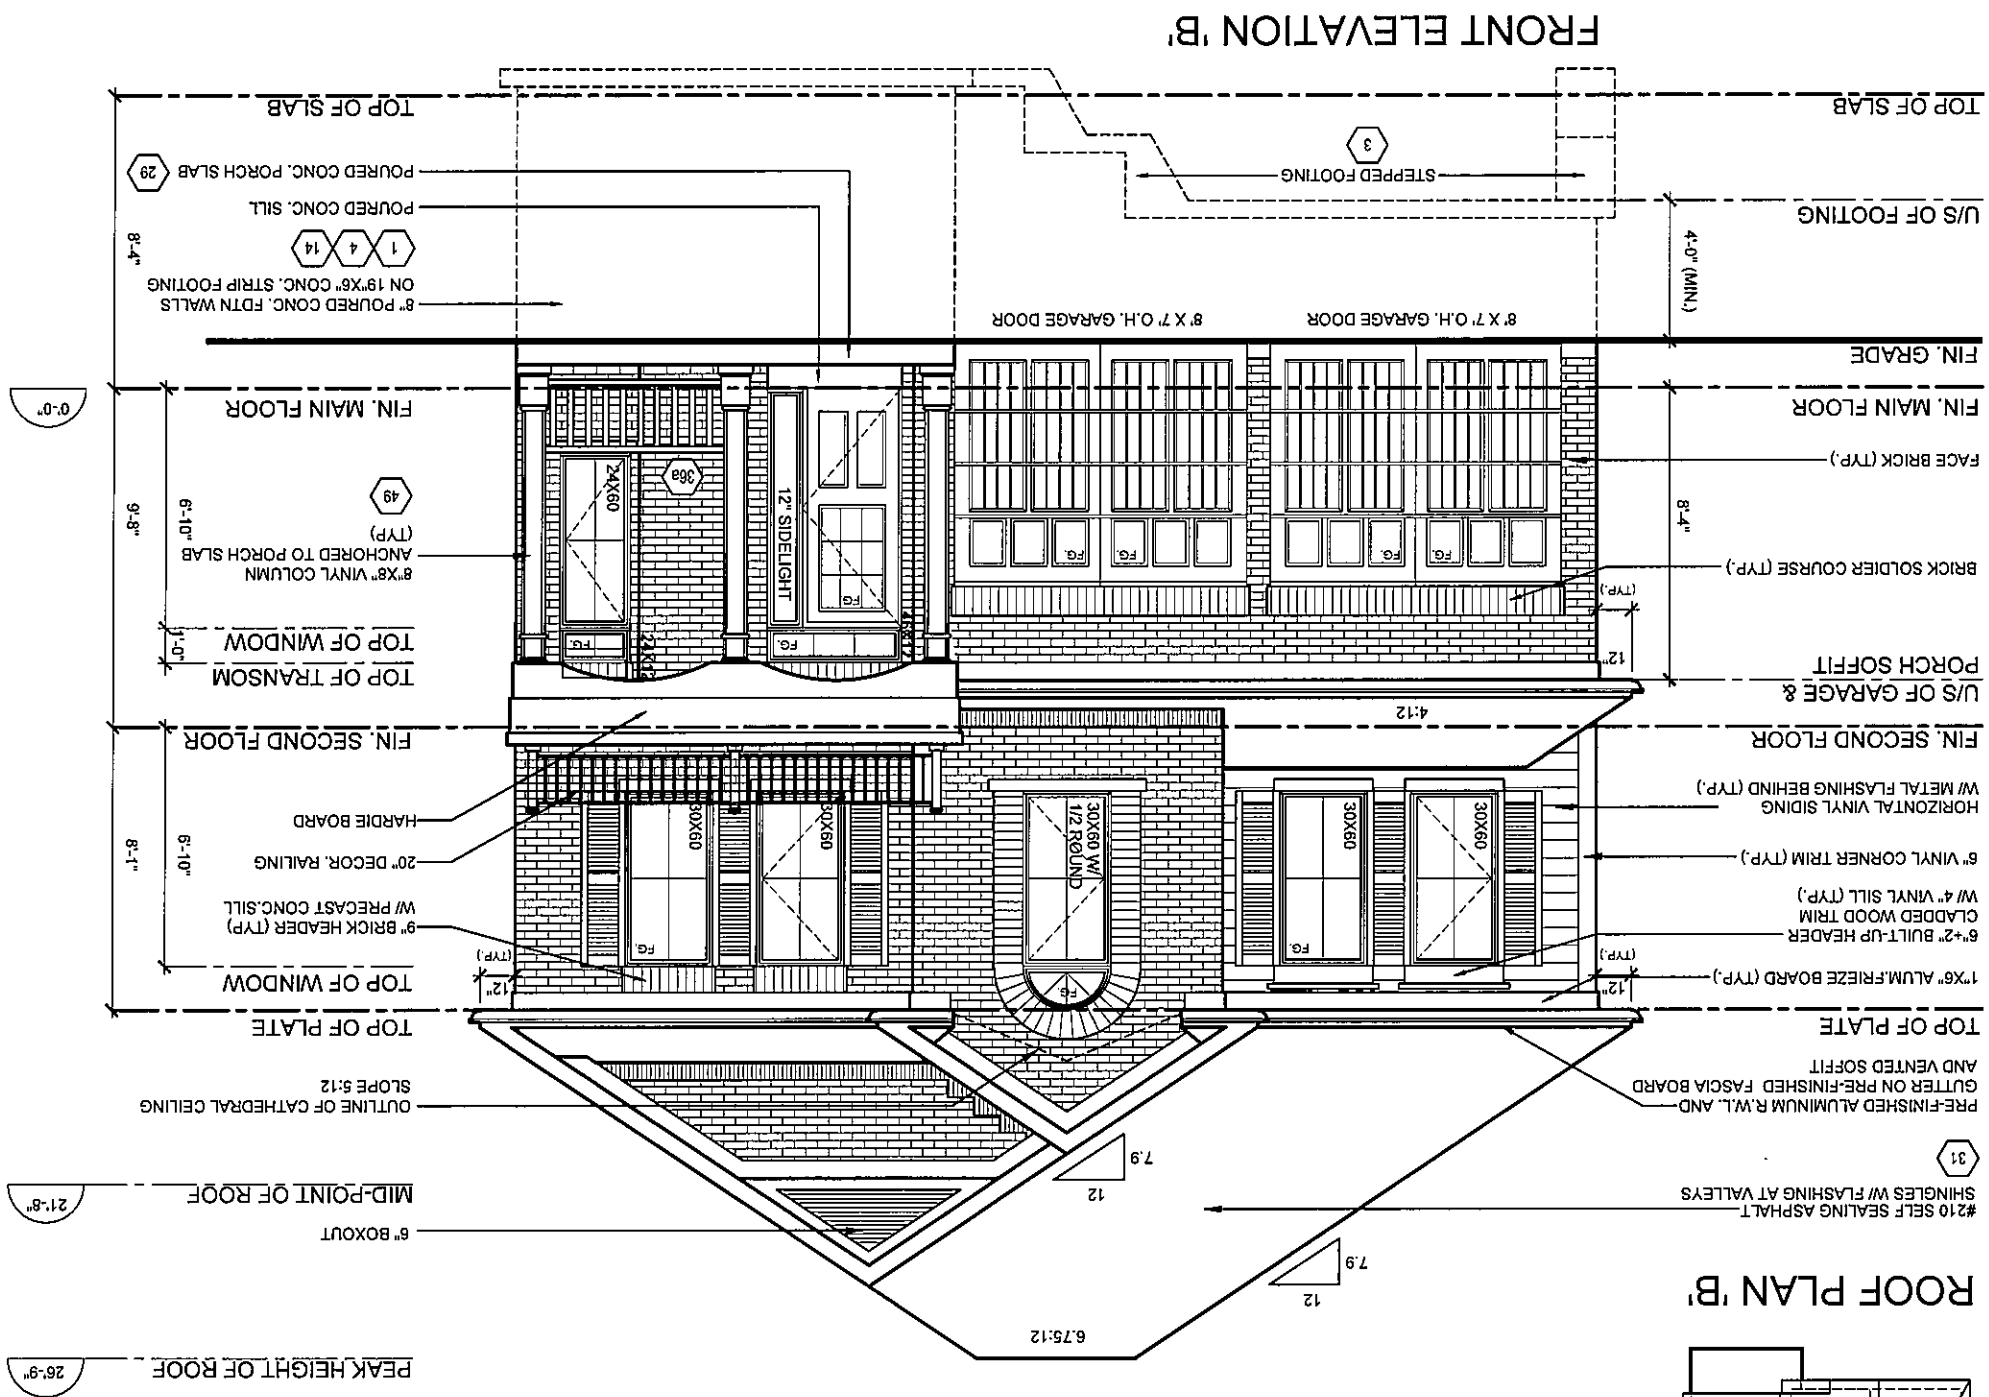 ROOF PLAN 'B'
PEAK HEIGHT OF ROOF
26'-9"
6.75:12
12
7.9
#210 SELF SEALING ASPHALT
SHINGLES W/ FLASHING AT VALLEYS
31
6" BOXOUT
MID-POINT OF ROOF
21'-8"
12
7.9
PRE-FINISHED ALUMINUM R.W.L. AND
GUTTER ON PRE-FINISHED FASCIA BOARD
AND VENTED SOFFIT
OUTLINE OF CATHEDRAL CEILING
SLOPE 5:12
TOP OF PLATE
TOP OF PLATE
1"X6" ALUM.FRIEZE BOARD (TYP.)
12"
(TYP.)
6"+2" BUILT-UP HEADER
CLADDED WOOD TRIM
W/ 4" VINYL SILL (TYP.)
6" VINYL CORNER TRIM (TYP.)
HORIZONTAL VINYL SIDING
W/ METAL FLASHING BEHIND (TYP.)
30X60
30X60
FG.
FG.
30X60 W/
1/2 ROUND
30X60
30X60
FG.
12"
(TYP.)
TOP OF WINDOW
9" BRICK HEADER (TYP)
W/ PRECAST CONC.SILL
20" DECOR. RAILING
HARDIE BOARD
6'-10"
8'-1"
FIN. SECOND FLOOR
FIN. SECOND FLOOR
4:12
U/S OF GARAGE &
PORCH SOFFIT
12"
(TYP.)
TOP OF TRANSOM
TOP OF WINDOW
1'-0"
BRICK SOLDIER COURSE (TYP.)
FACE BRICK (TYP.)
8'-4"
FG.
FG.
FG.
FG.
FG.
46X12
FG.
12" SIDELIGHT
FG.
24X12
24X60
36a
8"X8" VINYL COLUMN
ANCHORED TO PORCH SLAB
(TYP)
49
6'-10"
9'-8"
FIN. MAIN FLOOR
FIN. MAIN FLOOR
0'-0"
FIN. GRADE
8' X 7' O.H. GARAGE DOOR
8' X 7' O.H. GARAGE DOOR
4'-0" (MIN.)
8" POURED CONC. FDTN WALLS
ON 19"X6" CONC. STRIP FOOTING
1
4
14
8'-4"
U/S OF FOOTING
POURED CONC. SILL
STEPPED FOOTING
3
POURED CONC. PORCH SLAB
29
TOP OF SLAB
TOP OF SLAB
FRONT ELEVATION 'B'